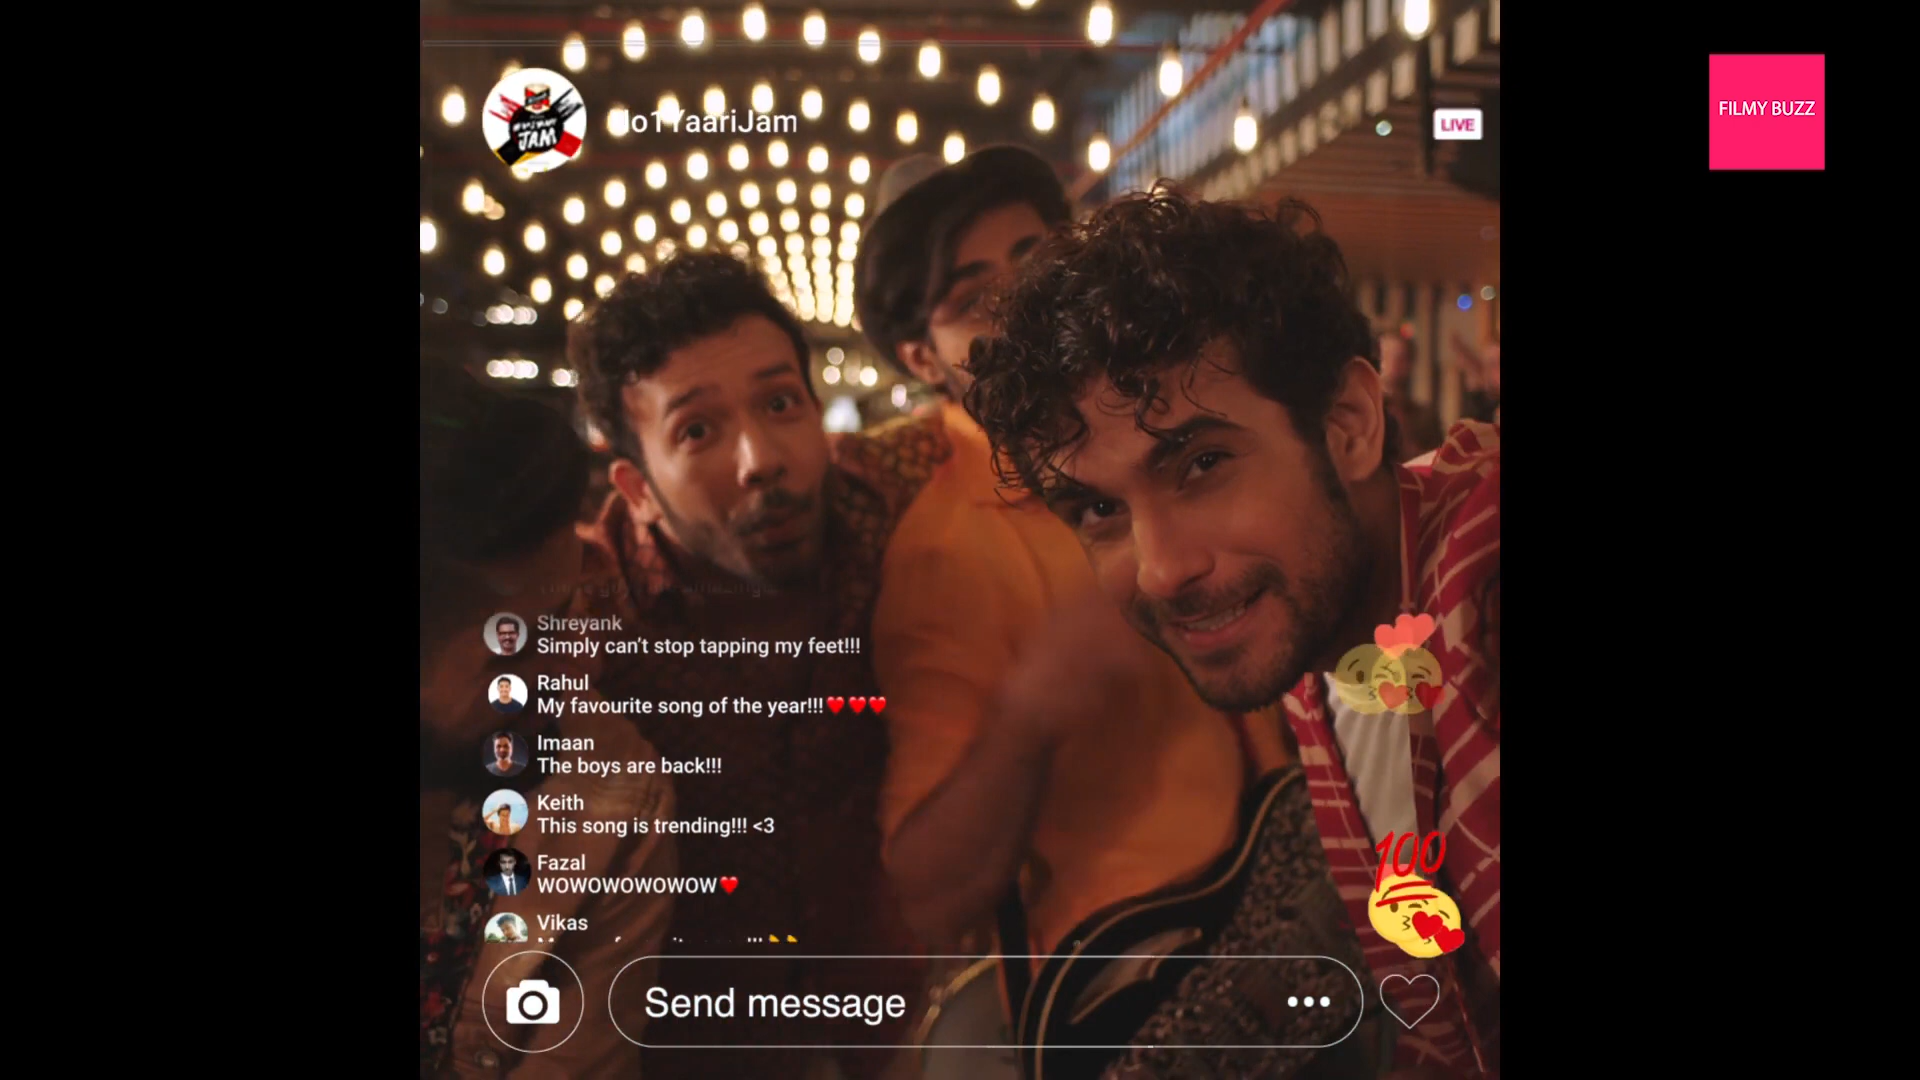 JAM
No1YaariJam
LIVE
FILMY BUZZ
Shreyank
Simply can't stop tapping my feet!!!
Rahul
My favourite song of the year!!!❤❤❤
Imaan
The boys are back!!!
Keith
This song is trending!!! <3
Fazal
WOWOWOWOWOW❤
100
Vikas
Send message